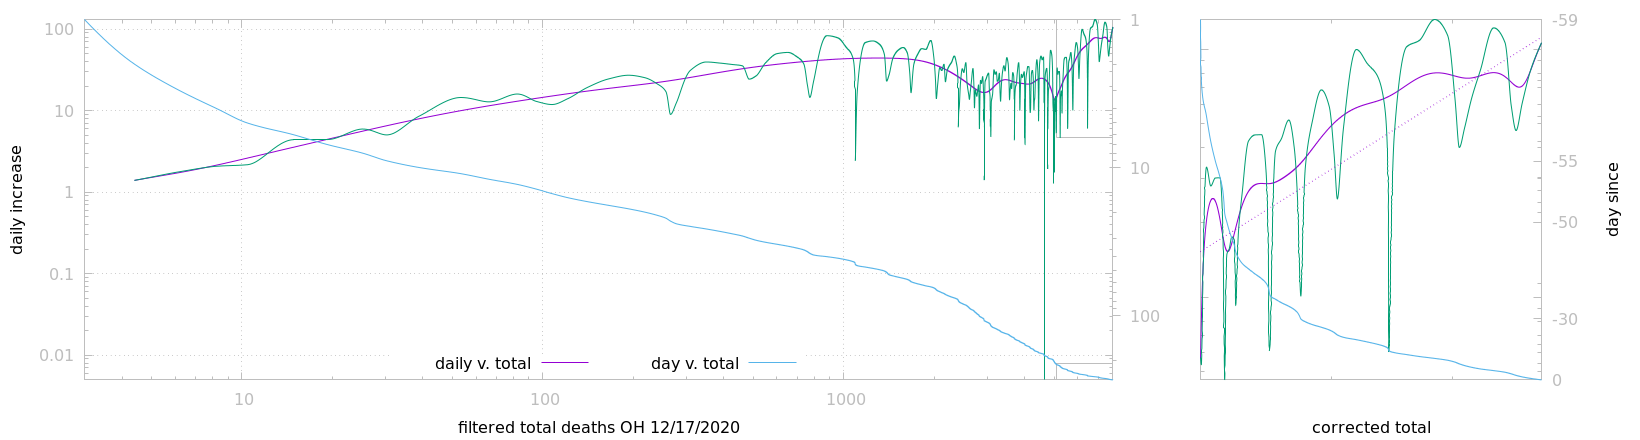 100
10
1
0.1
0.01
daily increase
10
100
1000
filtered total deaths OH 12/17/2020
daily v. total
day v. total
1
10
100
-59
-55
-50
-30
0
day since
corrected total